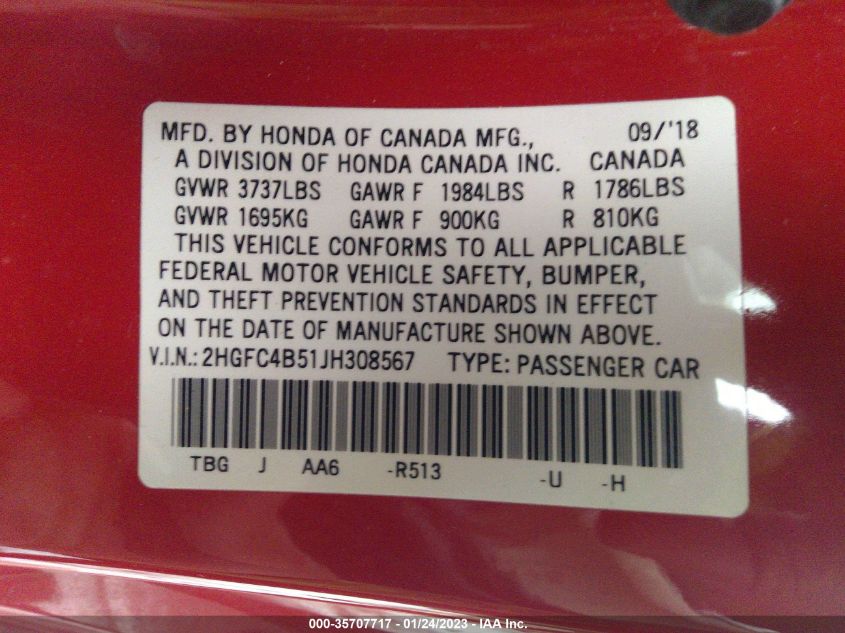 MFD. BY HONDA OF CANADA MFG., 09/'18
A DIVISION OF HONDA CANADA INC. CANADA
GVWR 3737LBS GAWR F 1984LBS R 1786LBS
GVWR 1695KG GAWR F 900KG R 810KG
THIS VEHICLE CONFORMS TO ALL APPLICABLE
FEDERAL MOTOR VEHICLE SAFETY, BUMPER,
AND THEFT PREVENTION STANDARDS IN EFFECT
ON THE DATE OF MANUFACTURE SHOWN ABOVE.
V.I.N.: 2HGFC4B51JH308567 TYPE: PASSENGER CAR
TBG J AA6 -R513 -U -H
000-35707717 - 01/24/2023 - IAA Inc.